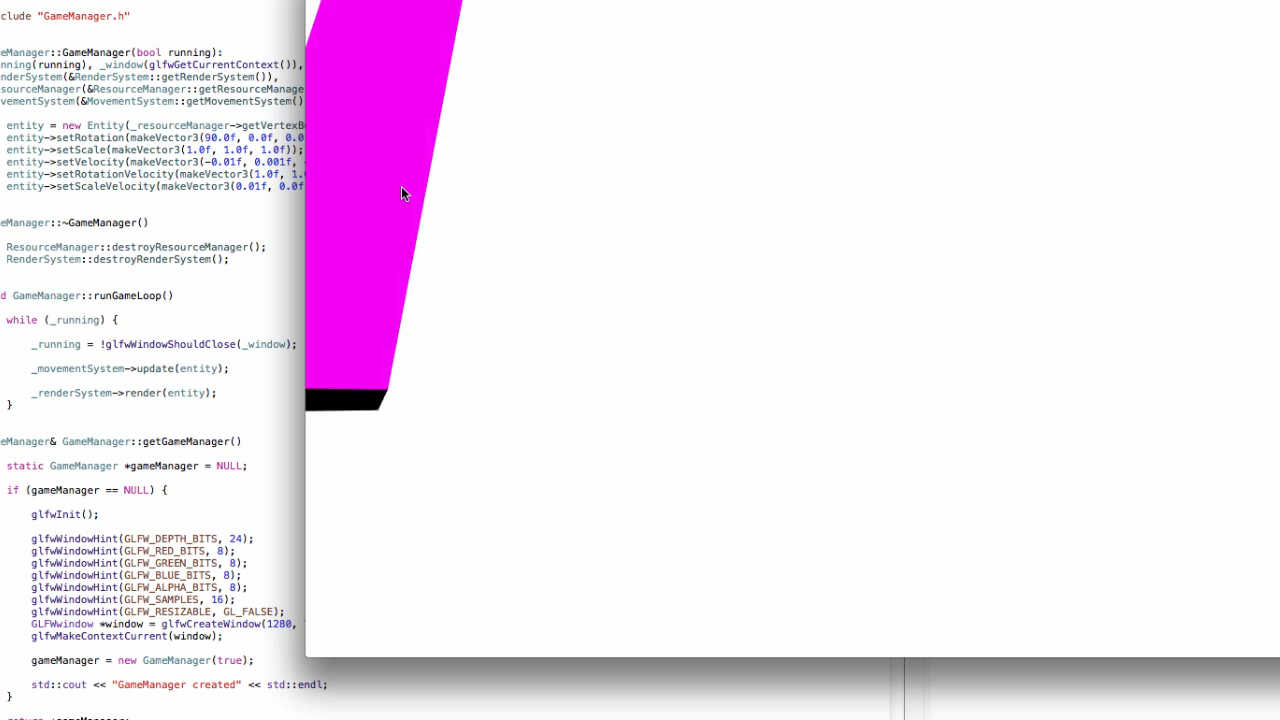 clude "GameManager.h"
eManager::GameManager(bool running):
nning(running), _window(glfwGetCurrentContext()),
nderSystem(&RenderSystem::getRenderSystem()),
sourceManager(&ResourceManager::getResourceManage
vementSystem(&MovementSystem::getMovementSystem()
entity = new Entity(_resourceManager->getVertexB
entity->setRotation(makeVector3(90.0f, 0.0f, 0.0
entity->setScale(makeVector3(1.0f, 1.0f, 1.0f));
entity->setVelocity(makeVector3(-0.01f, 0.001f,
entity->setRotationVelocity(makeVector3(1.0f, 1.
entity->setScaleVelocity(makeVector3(0.01f, 0.0f
eManager::~GameManager()
ResourceManager::destroyResourceManager();
RenderSystem::destroyRenderSystem();
d GameManager::runGameLoop()
while (_running) {
_running = !glfwWindowShouldClose(_window);
_movementSystem->update(entity);
_renderSystem->render(entity);
}
eManager& GameManager::getGameManager()
static GameManager *gameManager = NULL;
if (gameManager == NULL) {
glfwInit();
glfwWindowHint(GLFW_DEPTH_BITS, 24);
glfwWindowHint(GLFW_RED_BITS, 8);
glfwWindowHint(GLFW_GREEN_BITS, 8);
glfwWindowHint(GLFW_BLUE_BITS, 8);
glfwWindowHint(GLFW_ALPHA_BITS, 8);
glfwWindowHint(GLFW_SAMPLES, 16);
glfwWindowHint(GLFW_RESIZABLE, GL_FALSE);
GLFWwindow *window = glfwCreateWindow(1280,
glfwMakeContextCurrent(window);
gameManager = new GameManager(true);
std::cout << "GameManager created" << std::endl;
}